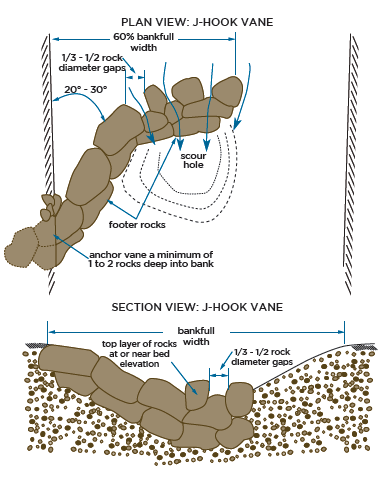 PLAN VIEW: J-HOOK VANE
60% bankfull
width
1/3 - 1/2 rock
diameter gaps
20° - 30°
scour
hole
footer rocks
anchor vane a minimum of
1 to 2 rocks deep into bank
SECTION VIEW: J-HOOK VANE
bankfull
width
top layer of rocks
at or near bed
elevation
1/3 - 1/2 rock
diameter gaps